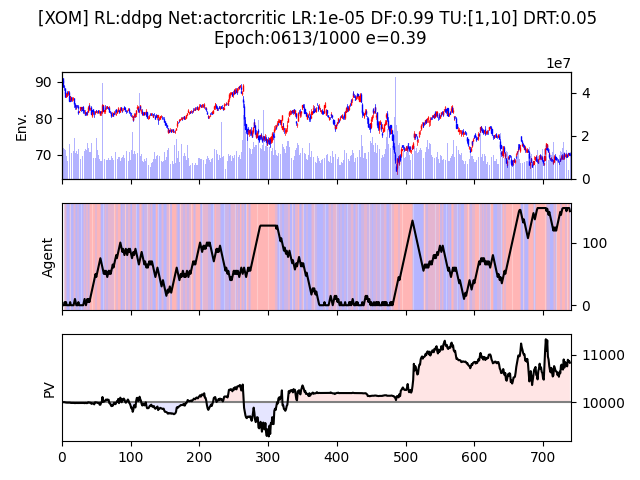 [XOM] RL:ddpg Net:actorcritic LR:1e-05 DF:0.99 TU:[1,10] DRT:0.05
Epoch:0613/1000 e=0.39
1e7
90
80
70
Env.
4
2
0
Agent
100
0
PV
11000
10000
0 100 200 300 400 500 600 700